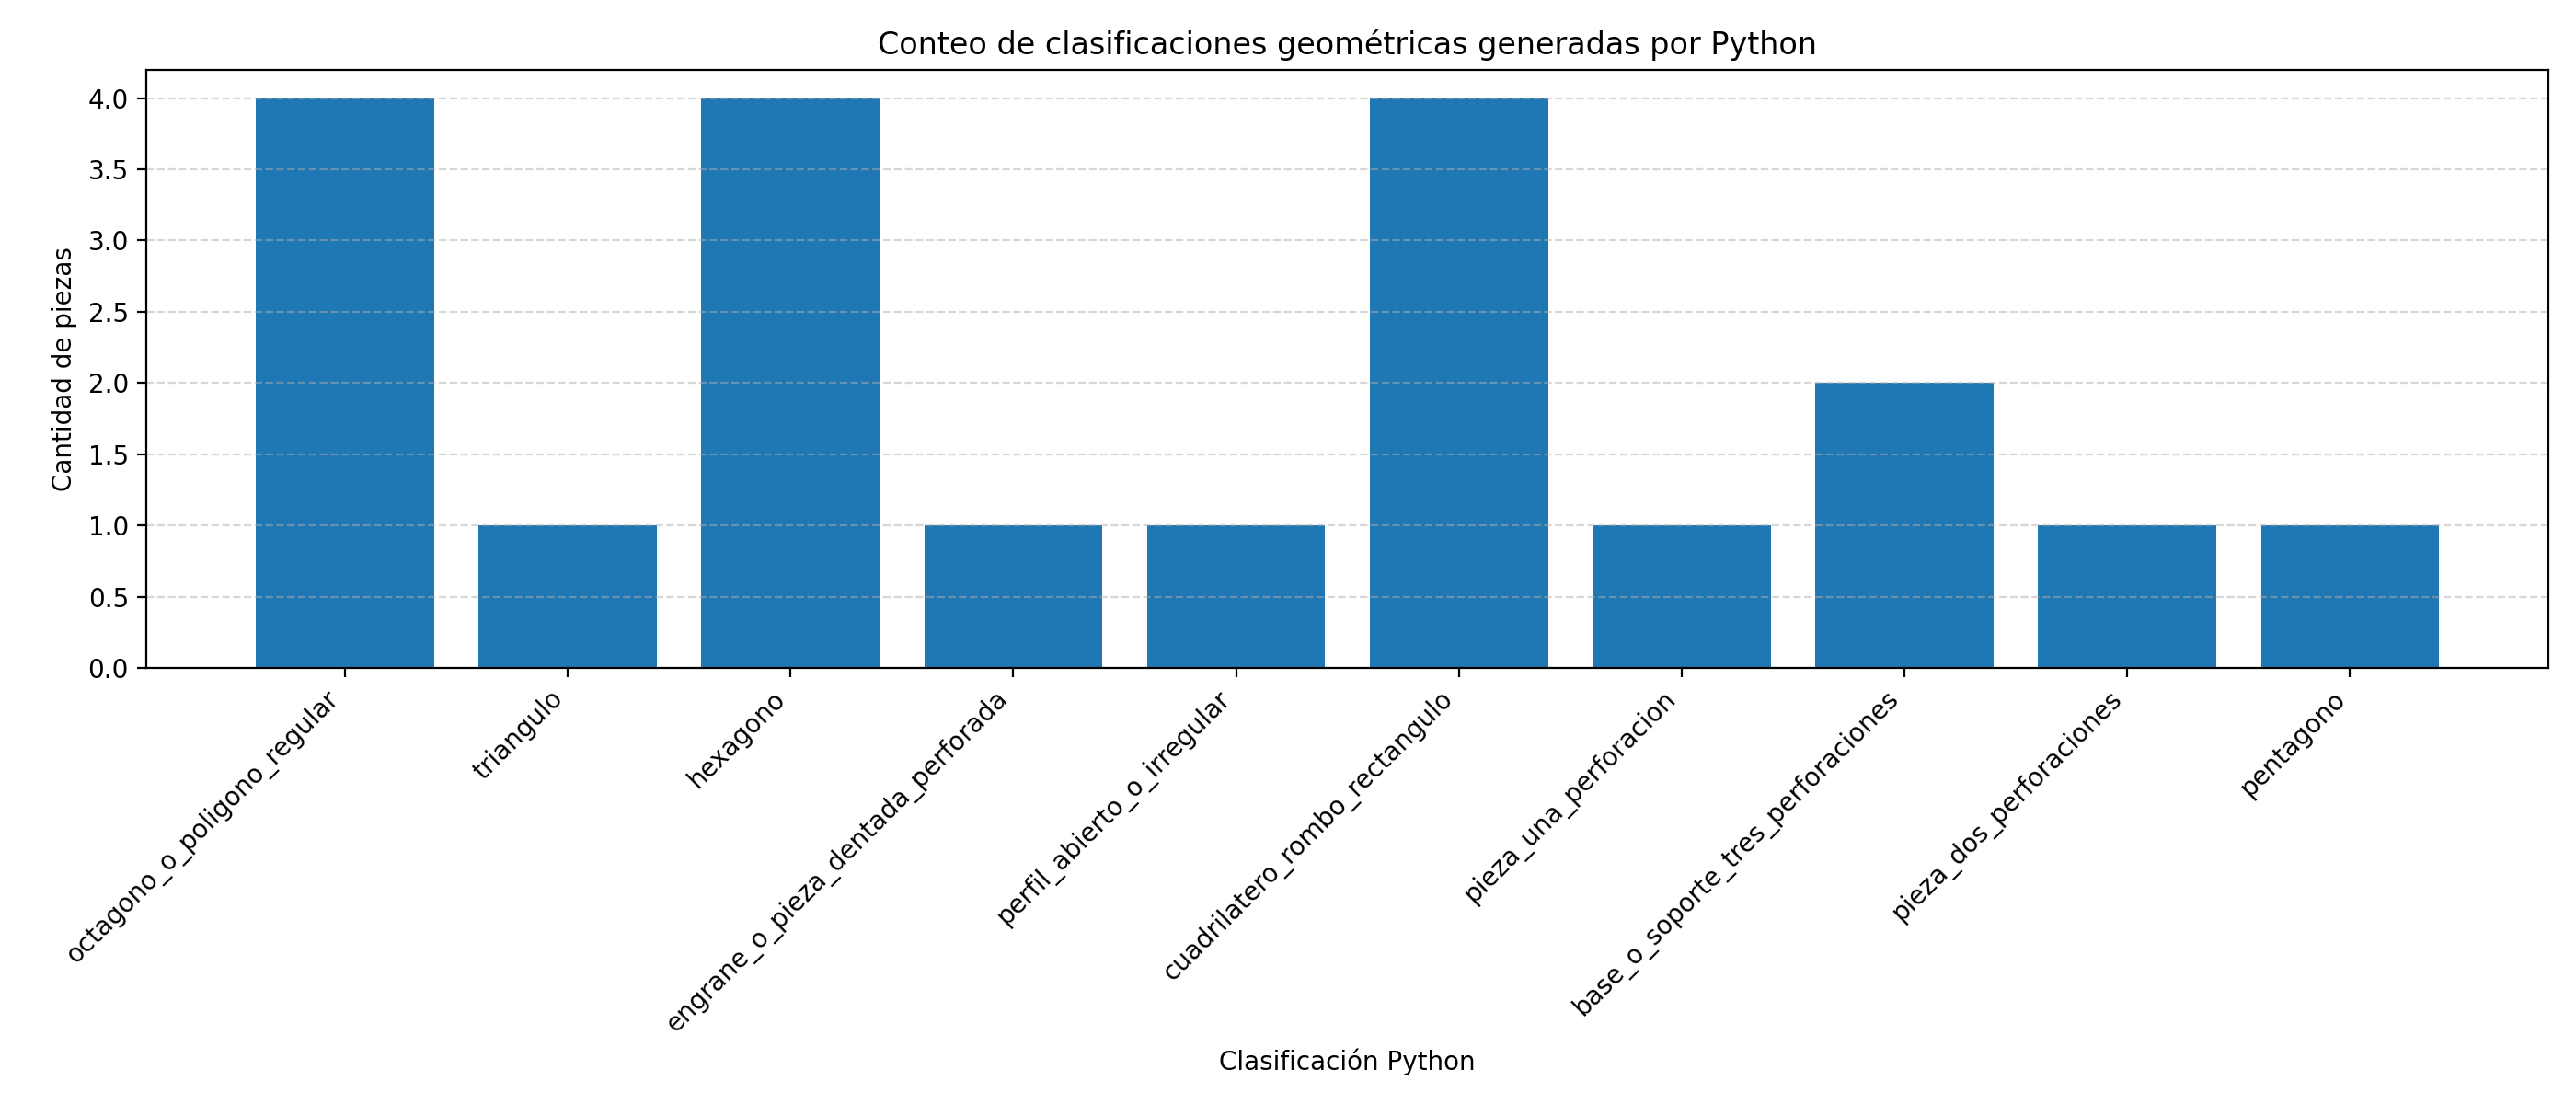 Conteo de clasificaciones geométricas generadas por Python
Cantidad de piezas
4.0
3.5
3.0
2.5
2.0
1.5
1.0
0.5
0.0
octagono_o_poligono_regular
triangulo
hexagono
engrane_o_pieza_dentada_perforada
perfil_abierto_o_irregular
cuadrilatero_rombo_rectangulo
pieza_una_perforacion
base_o_soporte_tres_perforaciones
pieza_dos_perforaciones
pentagono
Clasificación Python